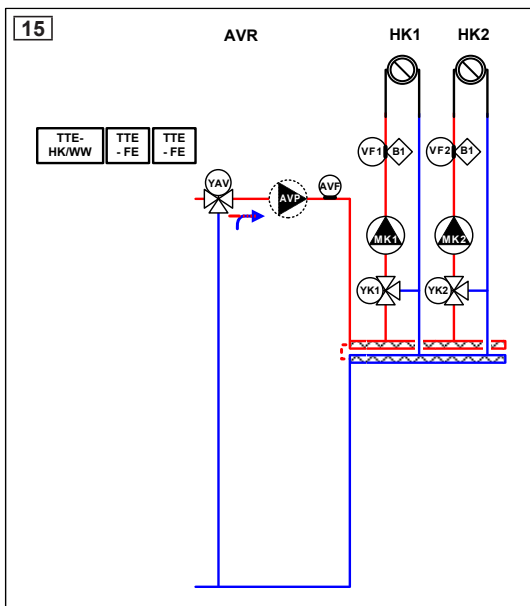 15
AVR
HK1
HK2
TTE-
HK/WW
TTE
- FE
TTE
- FE
VF1
B1
VF2
B1
YAV
AVP
AVF
MK1
MK2
YK1
YK2